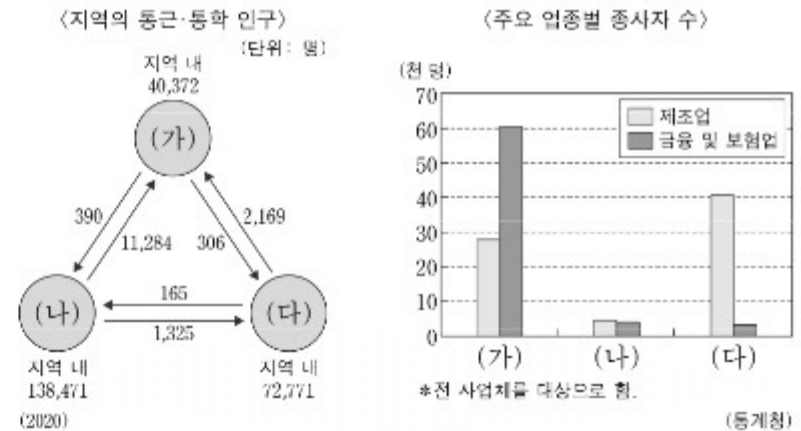 〈지역의 통근·통학 인구〉
(단위: 명)
지역 내
40,372
(가)
390
11,284
306
2,169
165
1,325
(나)
(다)
지역 내
138,471
지역 내
72,771
(2020)
〈주요 업종별 종사자 수〉
(천 명)
70
60
50
40
30
20
10
0
제조업
금융 및 보험업
(가) (나) (다)
*전 사업체를 대상으로 함.
(통계청)